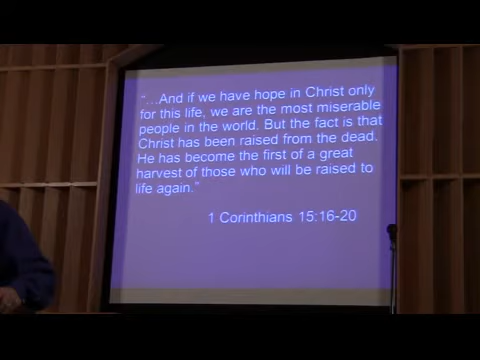 “…And if we have hope in Christ only
for this life, we are the most miserable
people in the world. But the fact is that
Christ has been raised from the dead.
He has become the first of a great
harvest of those who will be raised to
life again.”
1 Corinthians 15:16-20